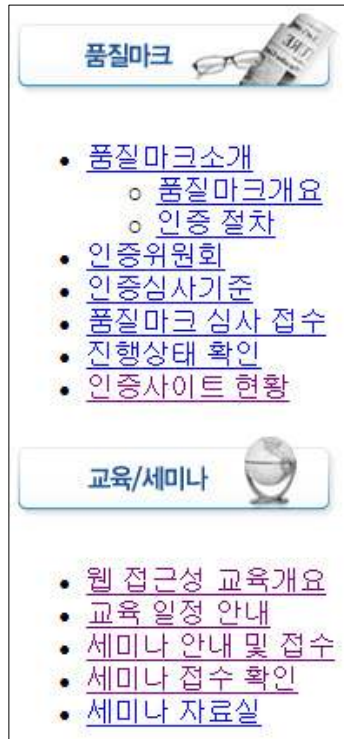 품질마크
품질마크소개
품질마크개요
인증 절차
인증위원회
인증심사기준
품질마크 심사 접수
진행상태 확인
인증사이트 현황
교육/세미나
웹 접근성 교육개요
교육 일정 안내
세미나 안내 및 접수
세미나 접수 확인
세미나 자료실